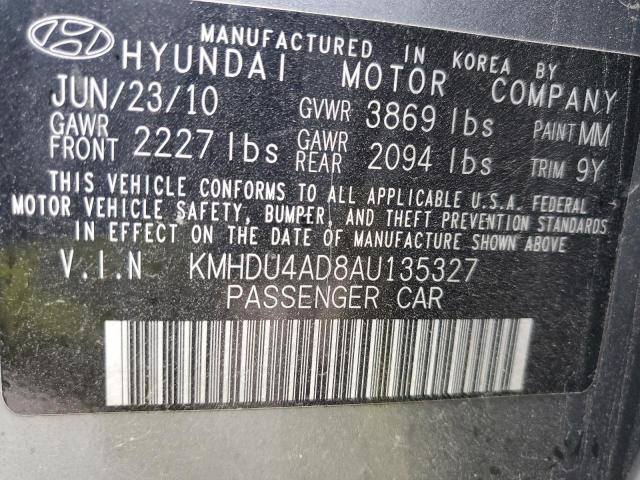 MANUFACTURED IN KOREA BY
HYUNDAI MOTOR COMPANY
JUN/23/10 GVWR 3869 lbs PAINT MM
GAWR FRONT 2227 lbs GAWR REAR 2094 lbs TRIM 9Y
THIS VEHICLE CONFORMS TO ALL APPLICABLE U.S.A. FEDERAL
MOTOR VEHICLE SAFETY, BUMPER, AND THEFT PREVENTION STANDARDS
IN EFFECT ON THE DATE OF MANUFACTURE SHOWN ABOVE
V.I.N KMHDU4AD8AU135327
PASSENGER CAR